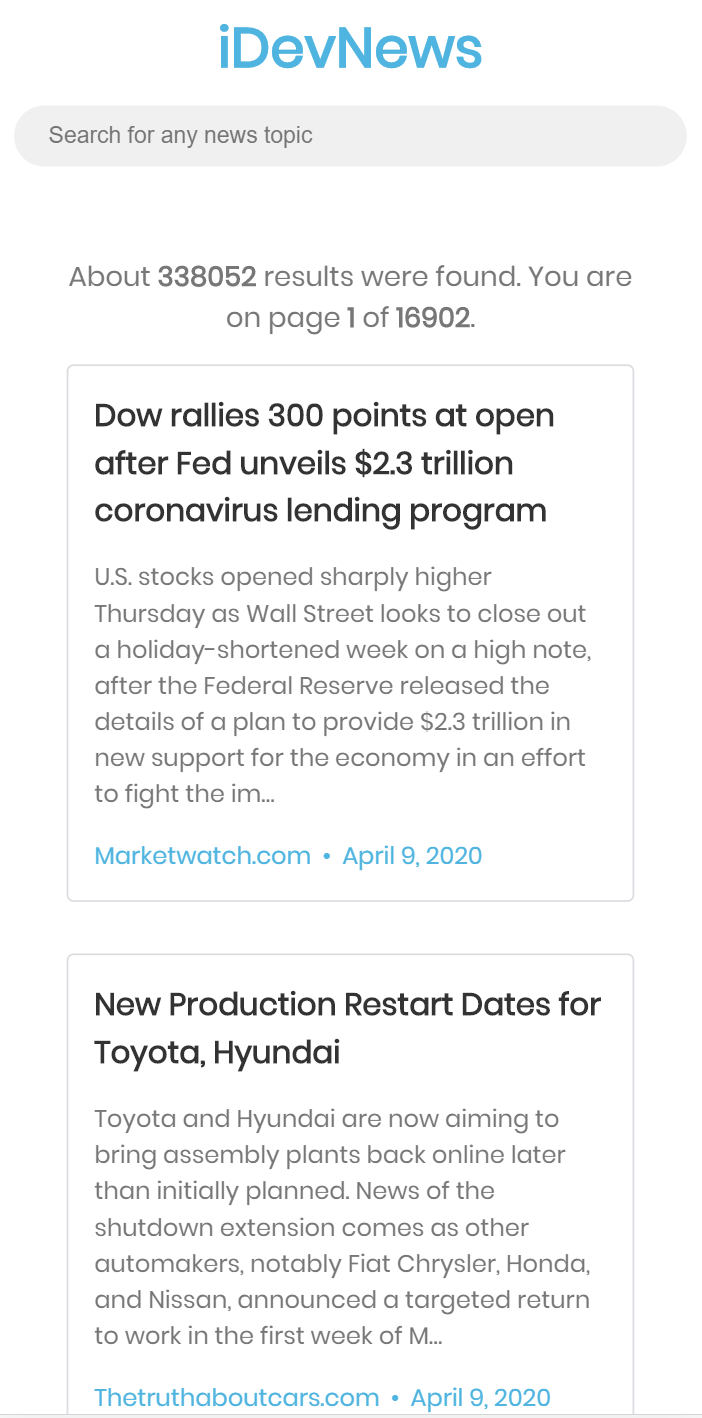 iDevNews
Search for any news topic
About 338052 results were found. You are
on page 1 of 16902.
Dow rallies 300 points at open
after Fed unveils $2.3 trillion
coronavirus lending program
U.S. stocks opened sharply higher
Thursday as Wall Street looks to close out
a holiday-shortened week on a high note,
after the Federal Reserve released the
details of a plan to provide $2.3 trillion in
new support for the economy in an effort
to fight the im...
Marketwatch.com • April 9, 2020
New Production Restart Dates for
Toyota, Hyundai
Toyota and Hyundai are now aiming to
bring assembly plants back online later
than initially planned. News of the
shutdown extension comes as other
automakers, notably Fiat Chrysler, Honda,
and Nissan, announced a targeted return
to work in the first week of M...
Thetruthaboutcars.com • April 9, 2020